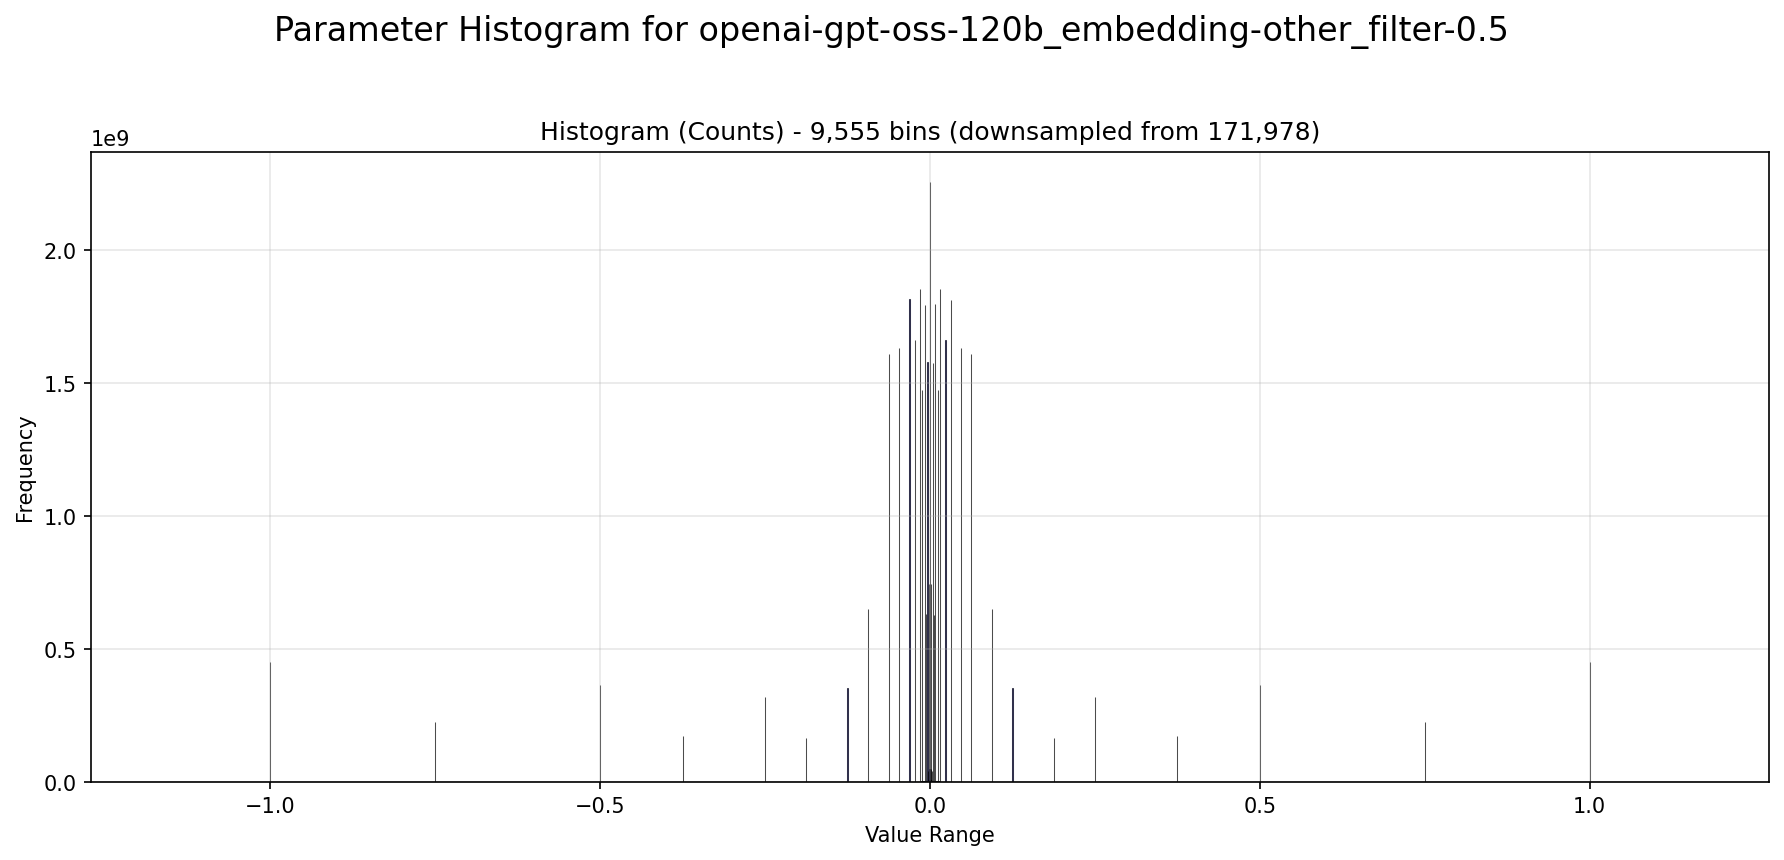 Parameter Histogram for openai-gpt-oss-120b_embedding-other_filter-0.5
Histogram (Counts) - 9,555 bins (downsampled from 171,978)
1e9
2.0
1.5
1.0
0.5
0.0
Frequency
−1.0
−0.5
0.0
0.5
1.0
Value Range